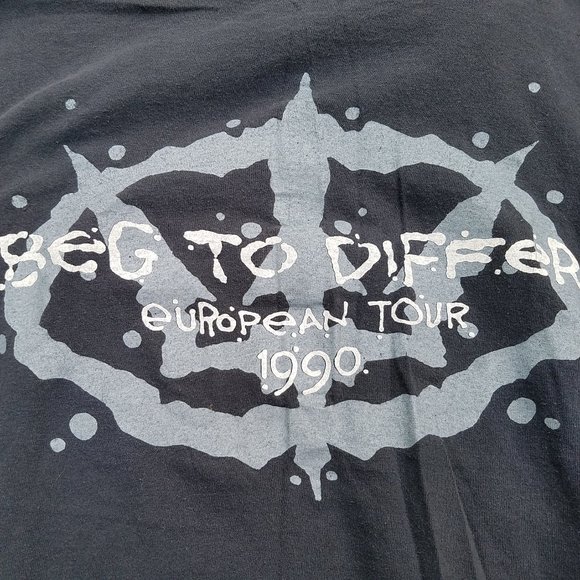 BEG TO DIFFER
EUROPEAN TOUR
1990